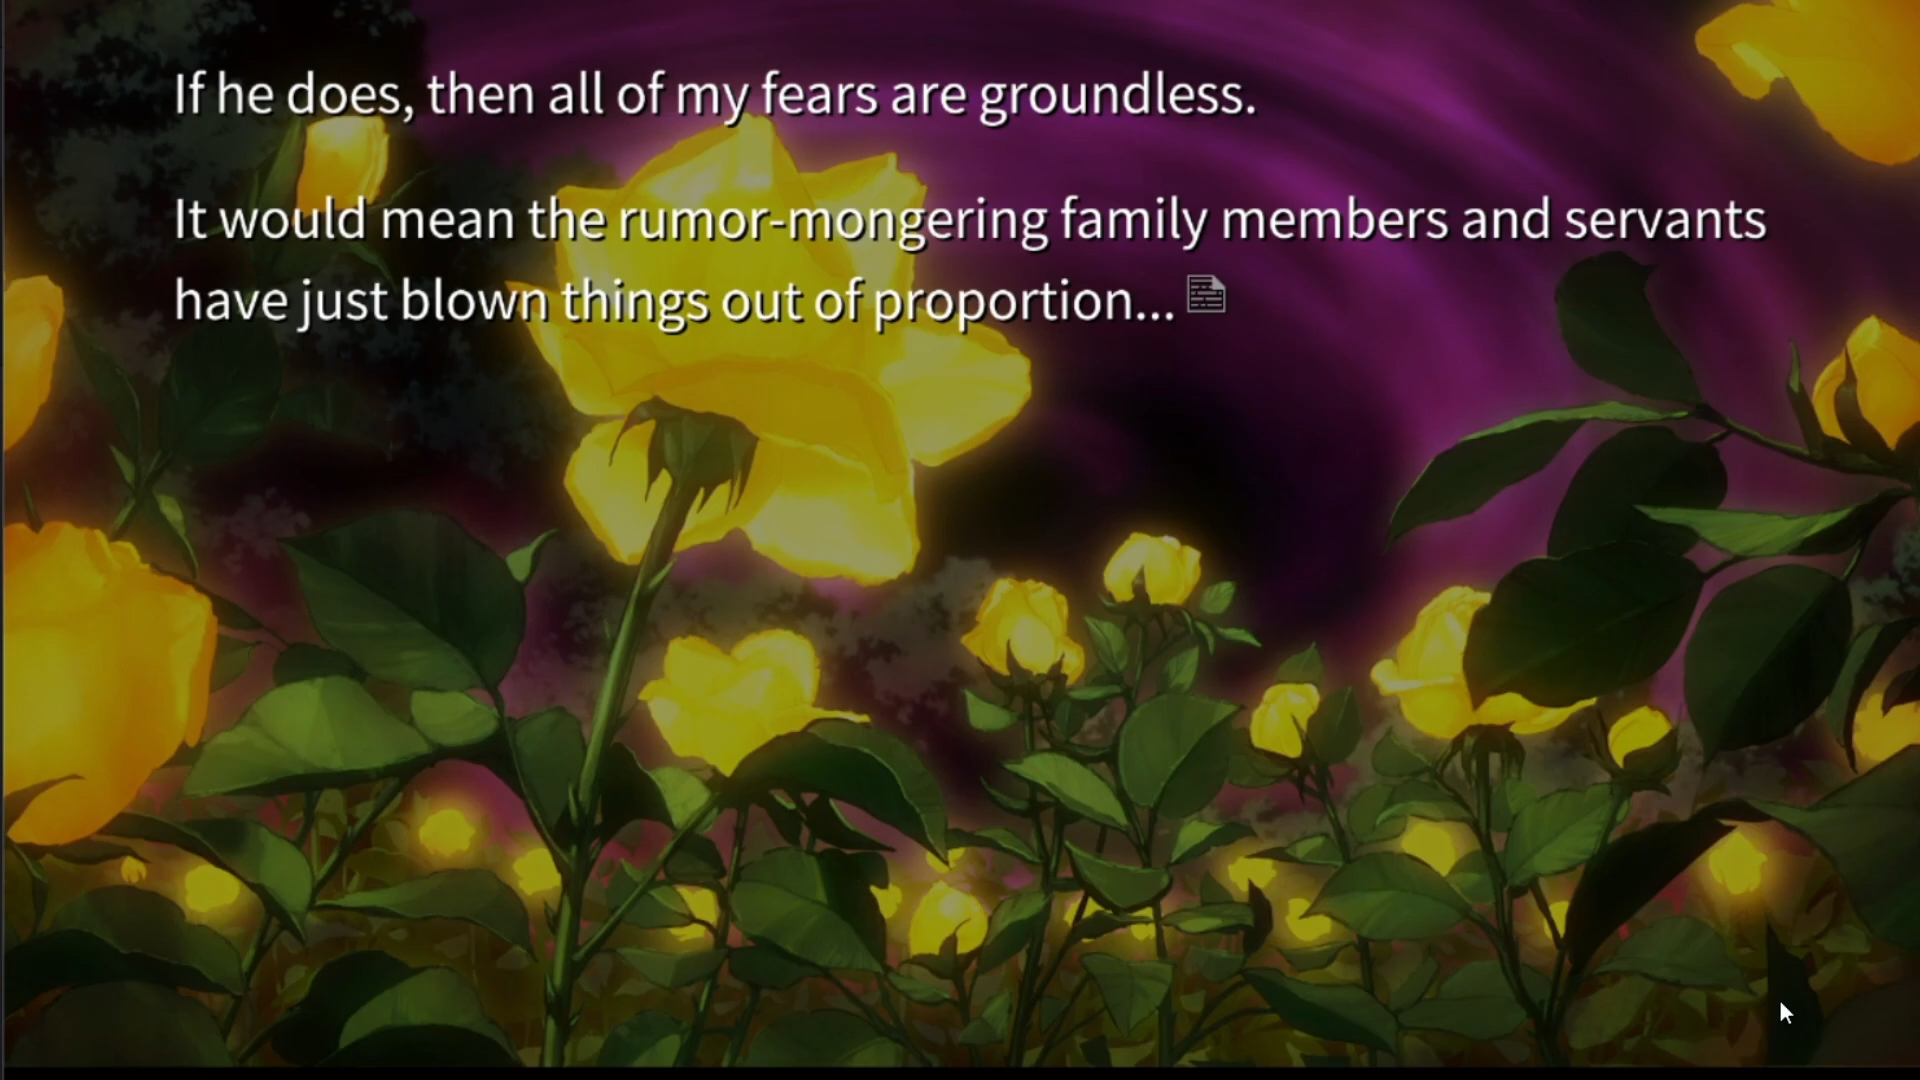 If he does, then all of my fears are groundless.
It would mean the rumor-mongering family members and servants
have just blown things out of proportion...